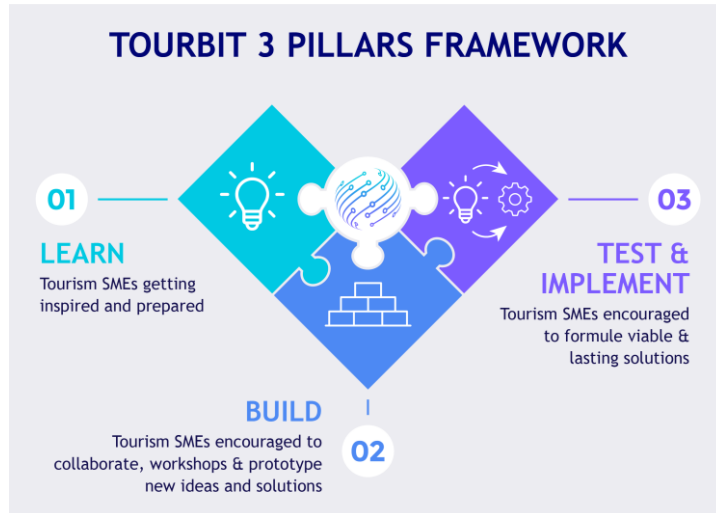 TOURBIT 3 PILLARS FRAMEWORK
01
LEARN
Tourism SMEs getting
inspired and prepared
BUILD
Tourism SMEs encouraged to
collaborate, workshops & prototype
new ideas and solutions
02
03
TEST &
IMPLEMENT
Tourism SMEs encouraged
to formule viable &
lasting solutions